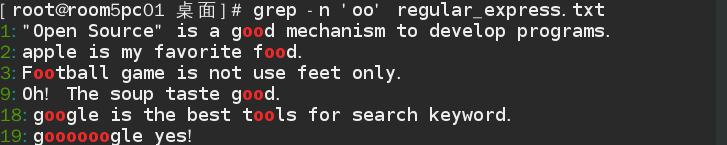 [root@room5pc01 桌面]# grep -n 'oo' regular_express.txt
1:"Open Source" is a good mechanism to develop programs.
2:apple is my favorite food.
3:Football game is not use feet only.
9:Oh! The soup taste good.
18:google is the best tools for search keyword.
19:goooooogle yes!